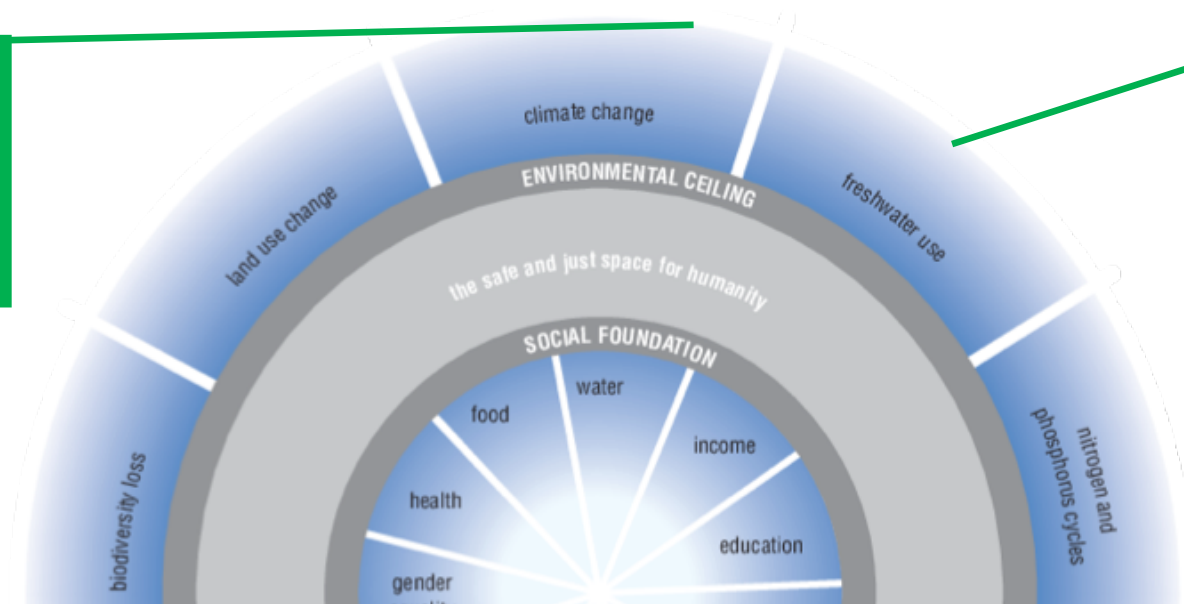 climate change
land use change
freshwater use
ENVIRONMENTAL CEILING
the safe and just space for humanity
SOCIAL FOUNDATION
water
food
income
health
education
gender
biodiversity loss
nitrogen and
phosphorus cycles